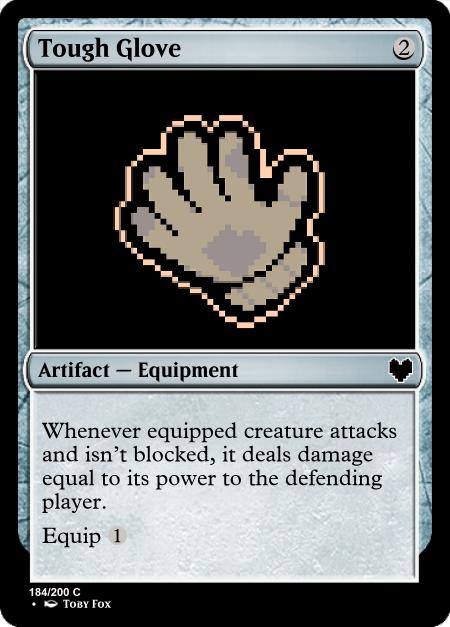 Tough Glove 2
Artifact — Equipment
Whenever equipped creature attacks
and isn't blocked, it deals damage
equal to its power to the defending
player.
Equip 1
184/200 C
• Toby Fox